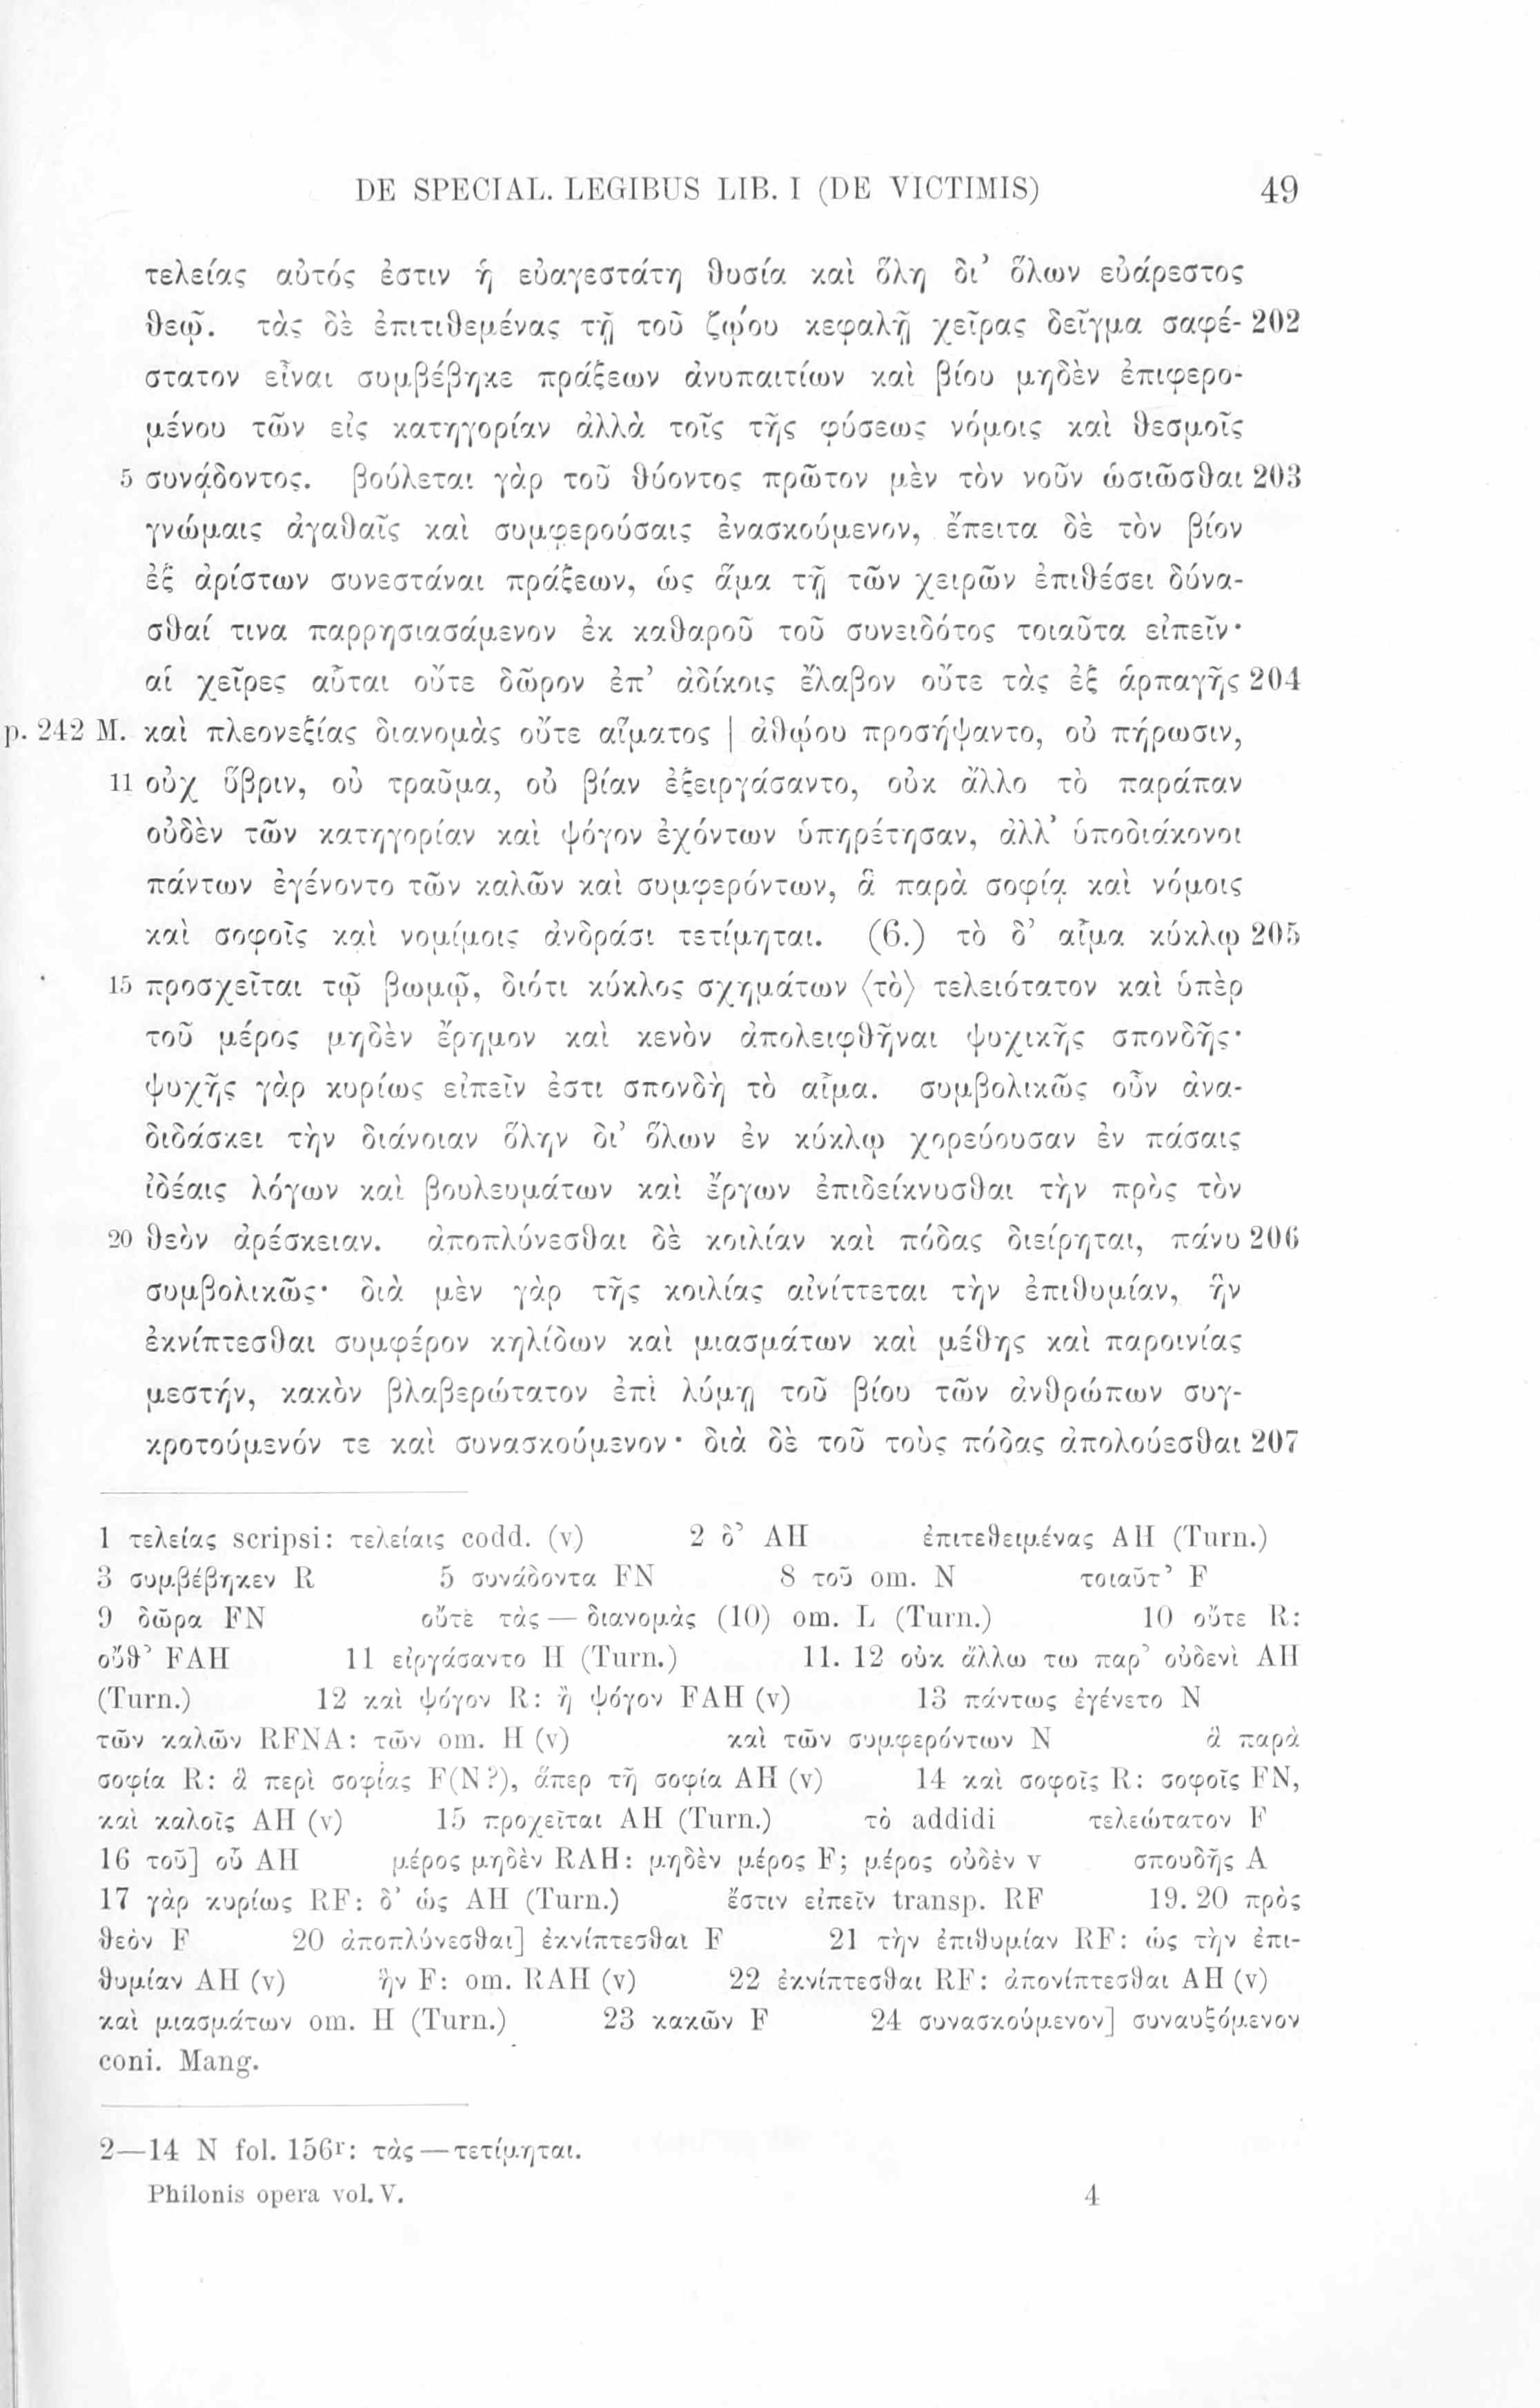 DE SPECIAL. LEGIBUS LIB. I (DE VICTIMIS) 49
τελείας αὐτός ἐστιν ἡ εὐαγεστάτη θυσία καὶ ὅλη δι’ ὅλων εὐάρεστος
θεῷ. τὰς δὲ ἐπιτιθεμένας τῇ τοῦ ζῴου κεφαλῇ χεῖρας δεῖγμα σαφέ- 202
στατον εἶναι συμβέβηκε πράξεων ἀνυπαιτίων καὶ βίου μηδὲν ἐπιφερο-
μένου τῶν εἰς κατηγορίαν ἀλλὰ τοῖς τῆς φύσεως νόμοις καὶ θεσμοῖς
5 συνᾴδοντος. βούλεται γὰρ τοῦ θύοντος πρῶτον μὲν τὸν νοῦν ὡσιῶσθαι 203
γνώμαις ἀγαθαῖς καὶ συμφερούσαις ἐνασκούμενον, ἔπειτα δὲ τὸν βίον
ἐξ ἀρίστων συνεστάναι πράξεων, ὡς ἅμα τῇ τῶν χειρῶν ἐπιθέσει δύνα-
σθαί τινα παρρησιασάμενον ἐκ καθαροῦ τοῦ συνειδότος τοιαῦτα εἰπεῖν·
αἱ χεῖρες αὗται οὔτε δῶρον ἐπ’ ἀδίκοις ἔλαβον οὔτε τὰς ἐξ ἁρπαγῆς 204
p. 242 M. καὶ πλεονεξίας διανομὰς οὔτε αἵματος | ἀθῴου προσήψαντο, οὐ πήρωσιν,
11 οὐχ ὕβριν, οὐ τραῦμα, οὐ βίαν ἐξειργάσαντο, οὐκ ἄλλο τὸ παράπαν
οὐδὲν τῶν κατηγορίαν καὶ ψόγον ἐχόντων ὑπηρέτησαν, ἀλλ’ ὑποδιάκονοι
πάντων ἐγένοντο τῶν καλῶν καὶ συμφερόντων, ἃ παρὰ σοφίᾳ καὶ νόμοις
καὶ σοφοῖς καὶ νομίμοις ἀνδράσι τετίμηται. (6.) τὸ δ’ αἷμα κύκλῳ 205
15 προσχεῖται τῷ βωμῷ, διότι κύκλος σχημάτων ⟨τὸ⟩ τελειότατον καὶ ὑπὲρ
τοῦ μέρος μηδὲν ἔρημον καὶ κενὸν ἀπολειφθῆναι ψυχικῆς σπονδῆς·
ψυχῆς γὰρ κυρίως εἰπεῖν ἐστι σπονδὴ τὸ αἷμα. συμβολικῶς οὖν ἀνα-
διδάσκει τὴν διάνοιαν ὅλην δι’ ὅλων ἐν κύκλῳ χορεύουσαν ἐν πάσαις
ἰδέαις λόγων καὶ βουλευμάτων καὶ ἔργων ἐπιδείκνυσθαι τὴν πρὸς τὸν
20 θεὸν ἀρέσκειαν. ἀποπλύνεσθαι δὲ κοιλίαν καὶ πόδας διείρηται, πάνυ 206
συμβολικῶς· διὰ μὲν γὰρ τῆς κοιλίας αἰνίττεται τὴν ἐπιθυμίαν, ἣν
ἐκνίπτεσθαι συμφέρον κηλίδων καὶ μιασμάτων καὶ μέθης καὶ παροινίας
μεστήν, κακὸν βλαβερώτατον ἐπὶ λύμῃ τοῦ βίου τῶν ἀνθρώπων συγ-
κροτούμενόν τε καὶ συνασκούμενον· διὰ δὲ τοῦ τοὺς πόδας ἀπολούεσθαι 207
1 τελείας scripsi: τελείαις codd. (v) 2 δ’ AH ἐπιτεθειμένας AH (Turn.)
3 συμβέβηκεν R 5 συνάδοντα FN 8 τοῦ om. N τοιαῦτ’ F
9 δῶρα FN οὔτε τὰς — διανομὰς (10) om. L (Turn.) 10 οὔτε R:
οὔθ’ FAH 11 εἰργάσαντο H (Turn.) 11. 12 οὐκ ἄλλω τω παρ’ οὐδενὶ AH
(Turn.) 12 καὶ ψόγον R: ἢ ψόγον FAH (v) 13 πάντως ἐγένετο N
τῶν καλῶν RFNA: τῶν om. H (v) καὶ τῶν συμφερόντων N ἃ παρὰ
σοφία R: ἃ περὶ σοφίας F(N?), ἅπερ τῆ σοφία AH (v) 14 καὶ σοφοῖς R: σοφοῖς FN,
καὶ καλοῖς AH (v) 15 προχεῖται AH (Turn.) τὸ addidi τελεώτατον F
16 τοῦ] οὗ AH μέρος μηδὲν RAH: μηδὲν μέρος F; μέρος οὐδὲν v σπουδῆς A
17 γὰρ κυρίως RF: δ’ ὡς AH (Turn.) ἔστιν εἰπεῖν transp. RF 19. 20 πρὸς
θεὸν F 20 ἀποπλύνεσθαι] ἐκνίπτεσθαι F 21 τὴν ἐπιθυμίαν RF: ὡς τὴν ἐπι-
θυμίαν AH (v) ἣν F: om. RAH (v) 22 ἐκνίπτεσθαι RF: ἀπονίπτεσθαι AH (v)
καὶ μιασμάτων om. H (Turn.) 23 κακῶν F 24 συνασκούμενον] συναυξόμενον
coni. Mang.
2—14 N fol. 156r: τὰς — τετίμηται.
Philonis opera vol. V. 4